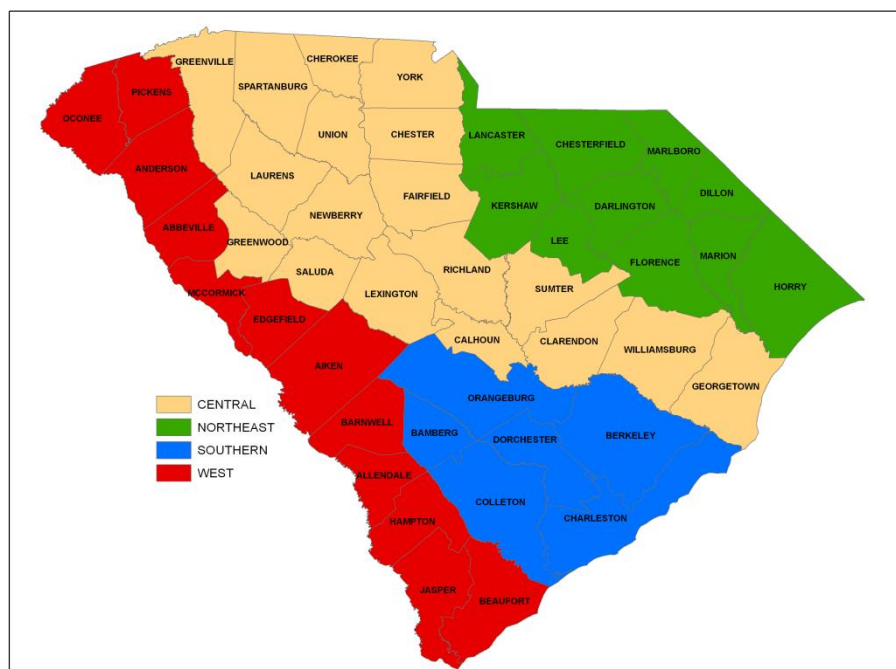 GREENVILLE
CHEROKEE
YORK
PICKENS
SPARTANBURG
OCONEE
UNION
CHESTER
LANCASTER
CHESTERFIELD
MARLBORO
ANDERSON
LAURENS
FAIRFIELD
DILLON
KERSHAW
DARLINGTON
NEWBERRY
ABBEVILLE
GREENWOOD
LEE
MARION
FLORENCE
SALUDA
RICHLAND
HORRY
MCCORMICK
LEXINGTON
SUMTER
EDGEFIELD
CALHOUN
CLARENDON
WILLIAMSBURG
AIKEN
GEORGETOWN
ORANGEBURG
CENTRAL
NORTHEAST
SOUTHERN
WEST
BARNWELL
BAMBERG
DORCHESTER
BERKELEY
ALLENDALE
COLLETON
CHARLESTON
HAMPTON
JASPER
BEAUFORT